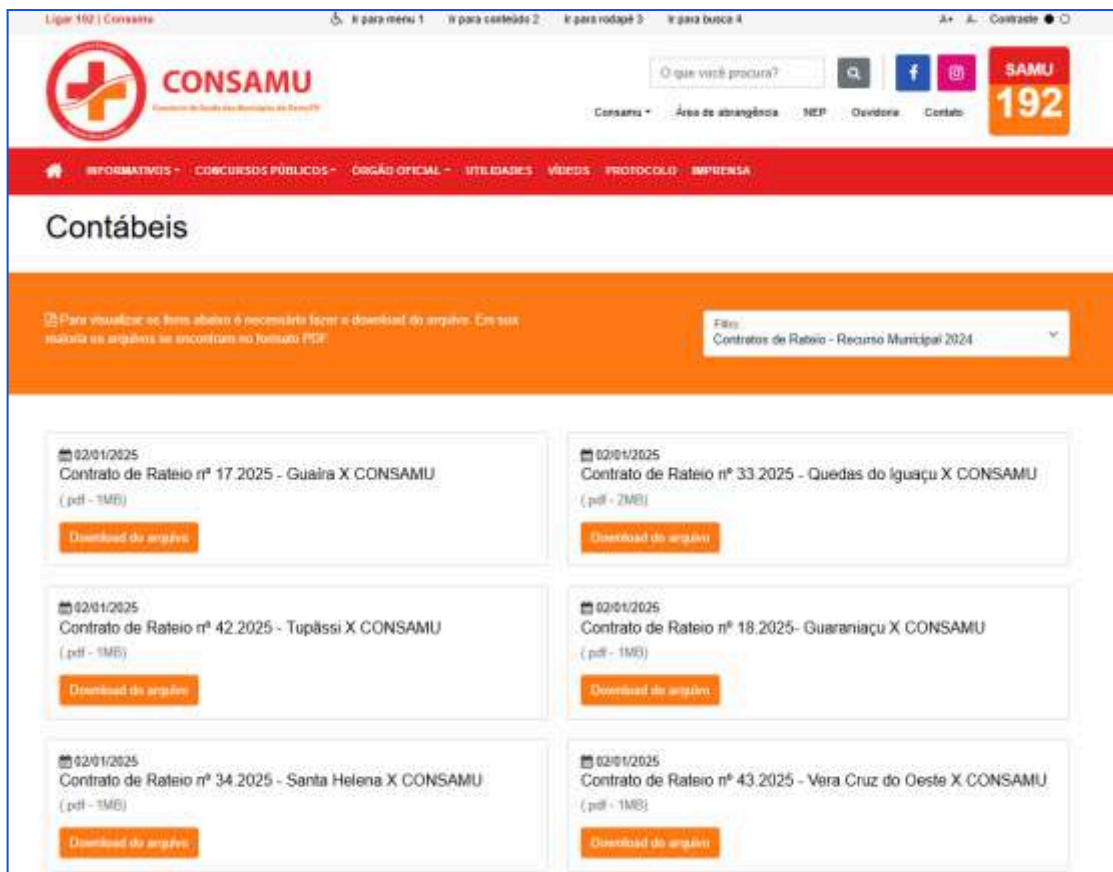 Ligar 192 | Consamu
Ir para menu 1 Ir para conteúdo 2 Ir para rodapé 3 Ir para busca 4
A+ A- Contraste
CONSAMU
O que você procura?
SAMU
192
Consamu Área de abrangência NEP Ouvidoria Contato
INFORMATIVOS CONCURSOS PÚBLICOS ÓRGÃO OFICIAL UTILIDADES VÍDEOS PROTOCOLO IMPRENSA
Contábeis
Para visualizar os itens abaixo é necessário fazer o download do arquivo. Em sua
maioria os arquivos se encontram no formato PDF.
Filtro
Contratos de Rateio - Recurso Municipal 2024
02/01/2025
Contrato de Rateio nº 17.2025 - Guaíra X CONSAMU
(.pdf - 1MB)
Download do arquivo
02/01/2025
Contrato de Rateio nº 33.2025 - Quedas do Iguaçu X CONSAMU
(.pdf - 2MB)
Download do arquivo
02/01/2025
Contrato de Rateio nº 42.2025 - Tupãssi X CONSAMU
(.pdf - 1MB)
Download do arquivo
02/01/2025
Contrato de Rateio nº 18.2025- Guaraniaçu X CONSAMU
(.pdf - 1MB)
Download do arquivo
02/01/2025
Contrato de Rateio nº 34.2025 - Santa Helena X CONSAMU
(.pdf - 1MB)
Download do arquivo
02/01/2025
Contrato de Rateio nº 43.2025 - Vera Cruz do Oeste X CONSAMU
(.pdf - 1MB)
Download do arquivo